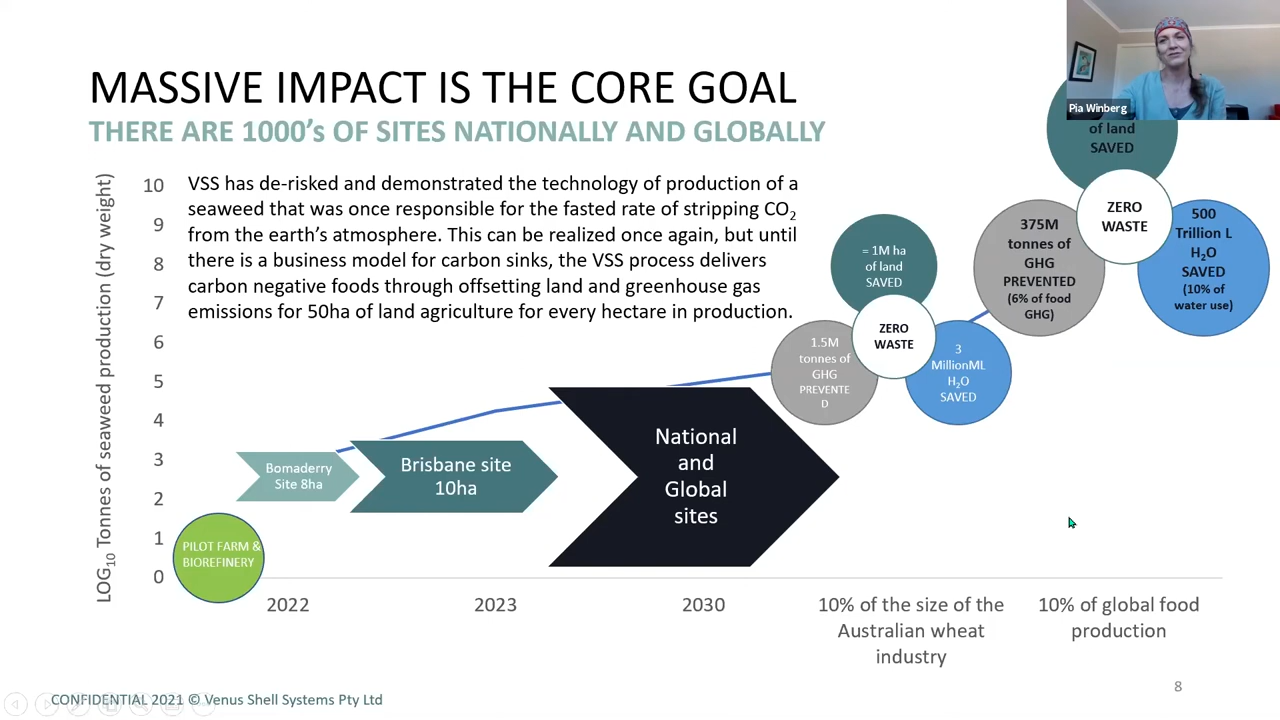 MASSIVE IMPACT IS THE CORE GOAL
THERE ARE 1000’s OF SITES NATIONALLY AND GLOBALLY
Pia Winberg
LOG₁₀ Tonnes of seaweed production (dry weight)
10
9
8
7
6
5
4
3
2
1
0
VSS has de-risked and demonstrated the technology of production of a
seaweed that was once responsible for the fasted rate of stripping CO₂
from the earth’s atmosphere. This can be realized once again, but until
there is a business model for carbon sinks, the VSS process delivers
carbon negative foods through offsetting land and greenhouse gas
emissions for 50ha of land agriculture for every hectare in production.
PILOT FARM &
BIOREFINERY
Bomaderry
Site 8ha
Brisbane site
10ha
National
and
Global
sites
= 1M ha
of land
SAVED
ZERO
WASTE
1.5M
tonnes of
GHG
PREVENTE
D
3
MillionML
H₂O
SAVED
of land
SAVED
ZERO
WASTE
375M
tonnes of
GHG
PREVENTED
(6% of food
GHG)
500
Trillion L
H₂O
SAVED
(10% of
water use)
2022
2023
2030
10% of the size of the
Australian wheat
industry
10% of global food
production
CONFIDENTIAL 2021 © Venus Shell Systems Pty Ltd
8